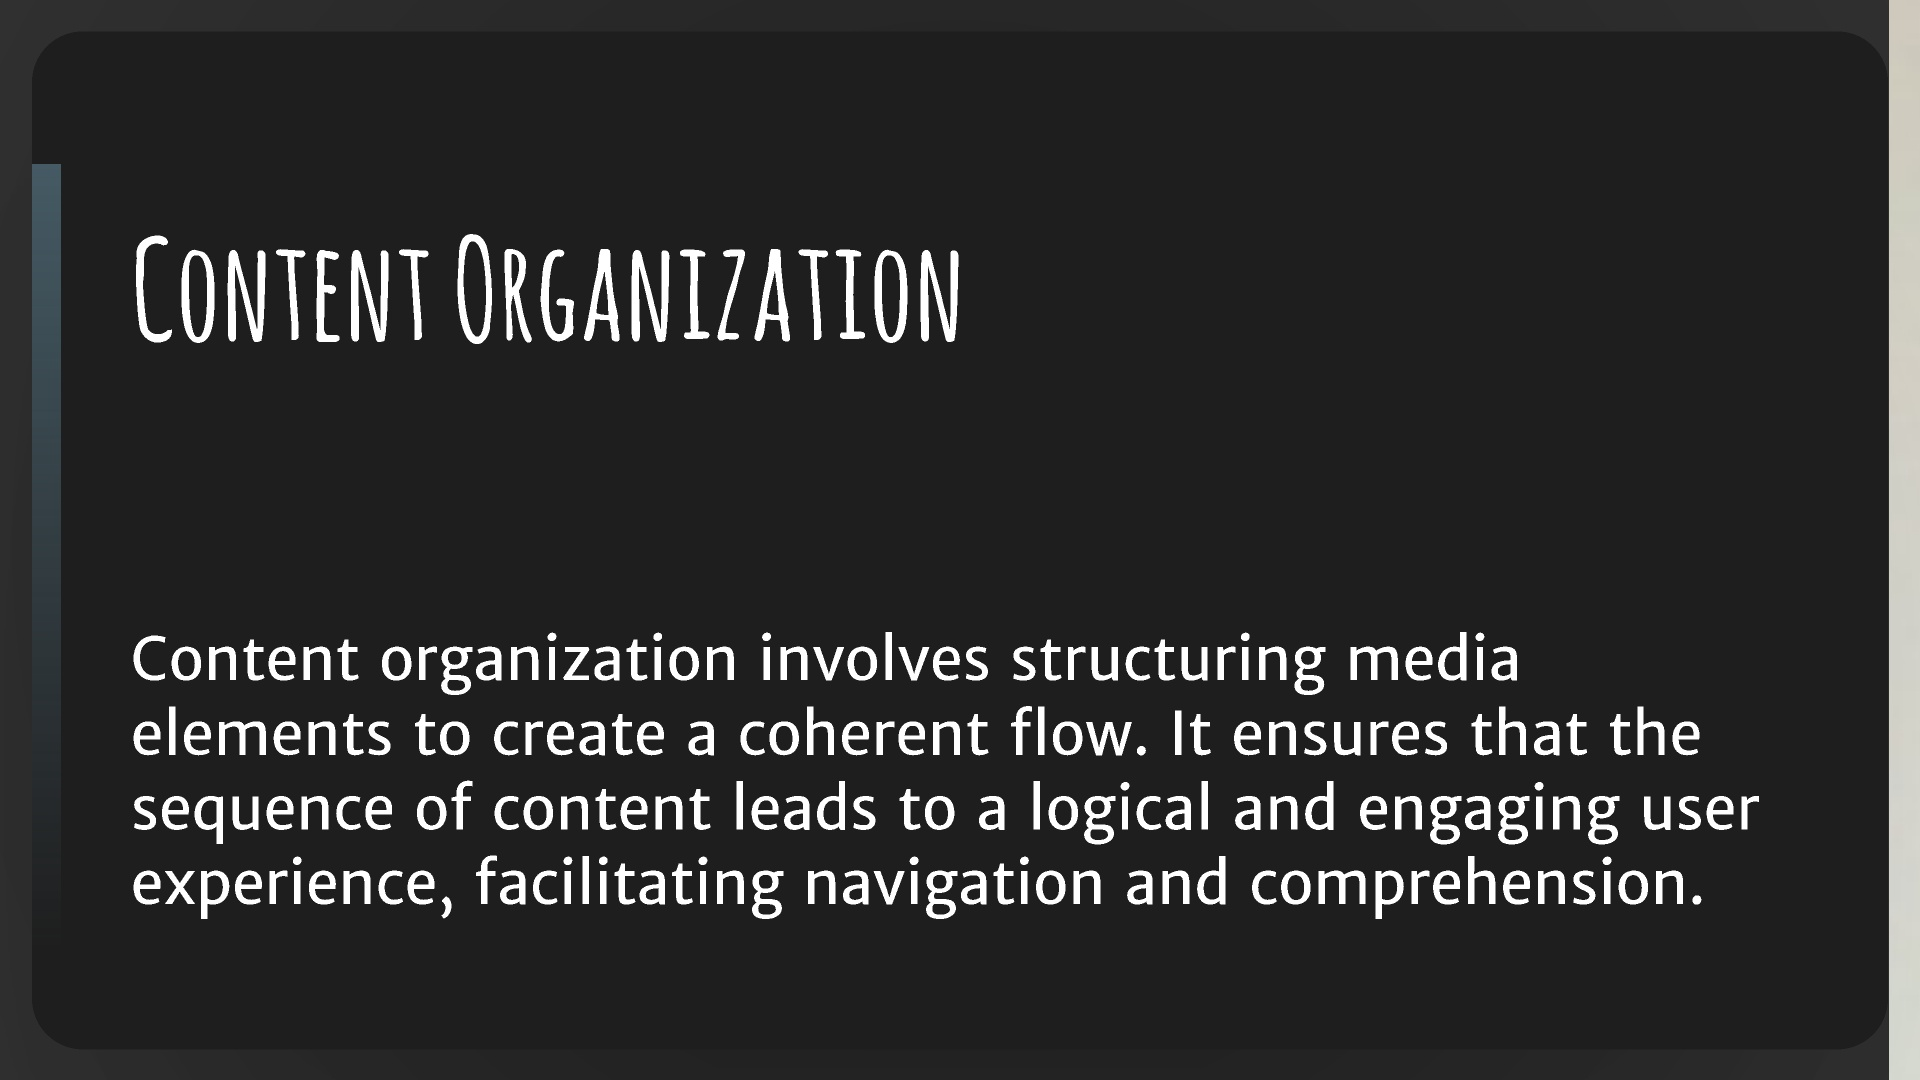 Content Organization
Content organization involves structuring media
elements to create a coherent flow. It ensures that the
sequence of content leads to a logical and engaging user
experience, facilitating navigation and comprehension.